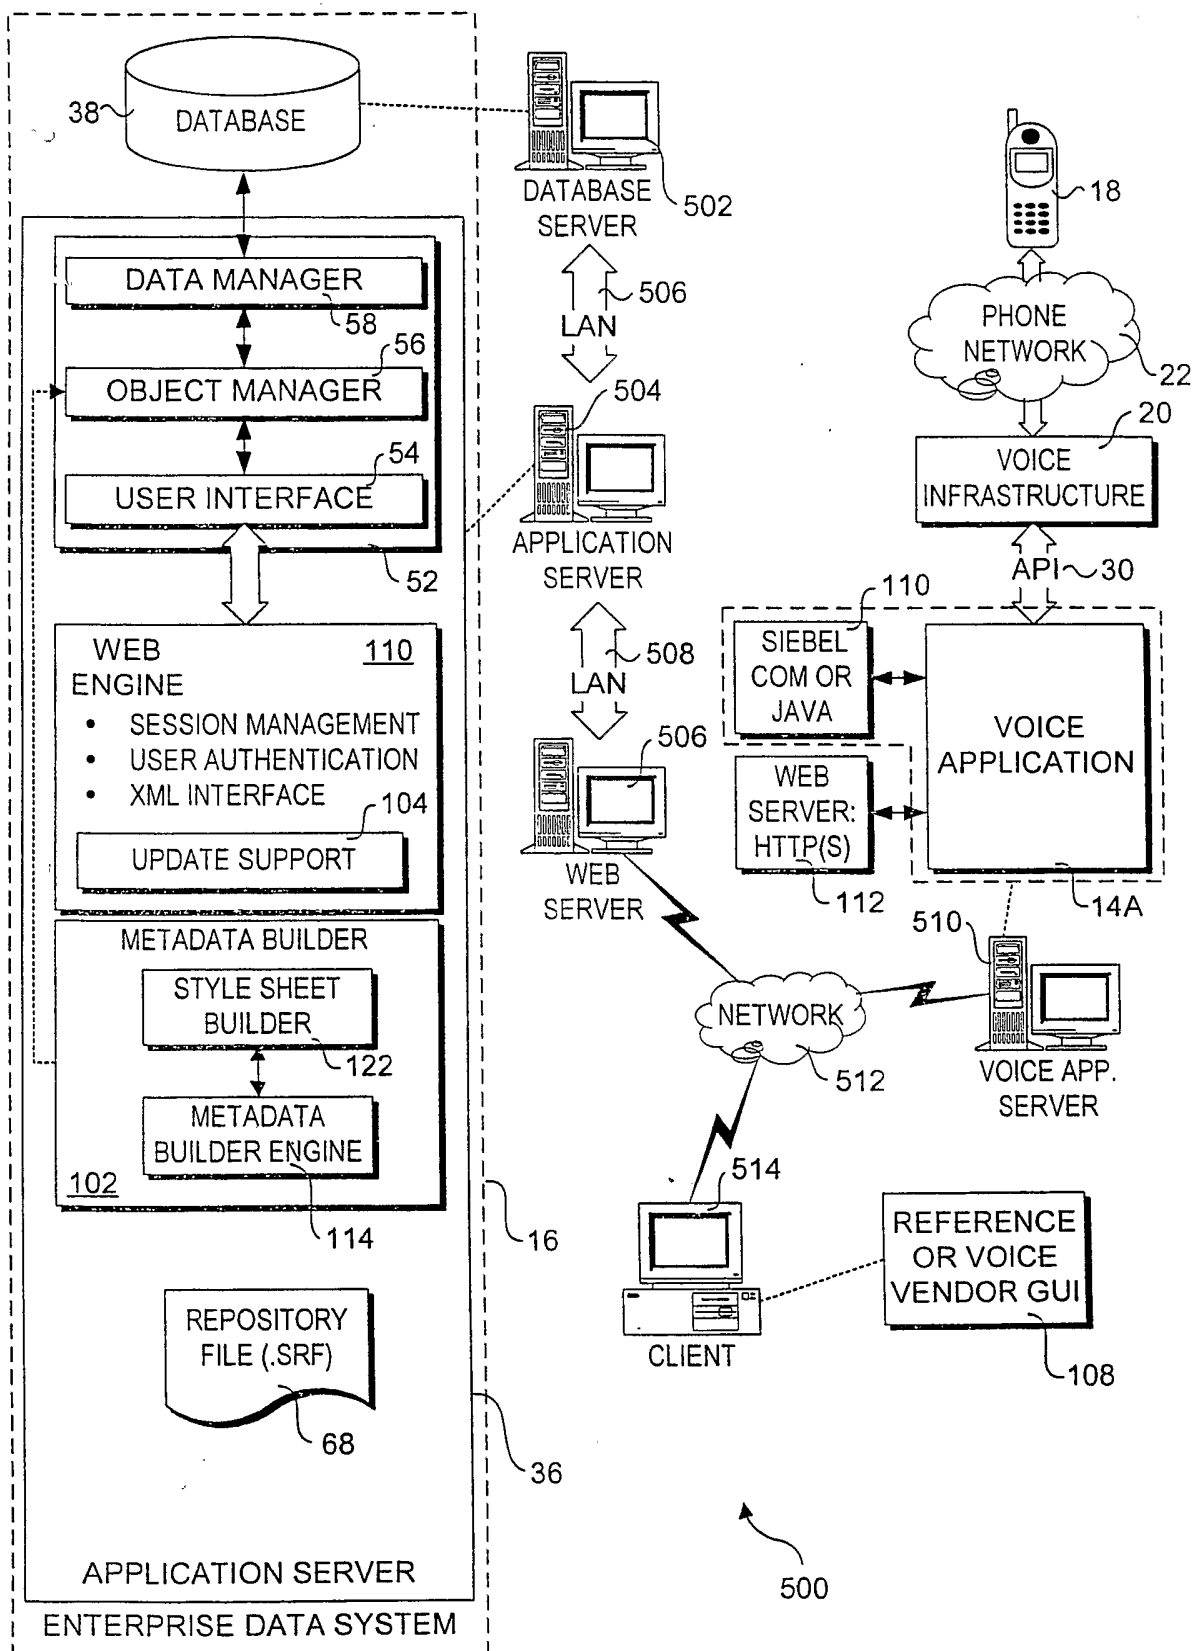 38
DATABASE
DATABASE
SERVER
502
18
PHONE
NETWORK
22
DATA MANAGER
58
506
LAN
56
OBJECT MANAGER
504
54
USER INTERFACE
52
APPLICATION
SERVER
20
VOICE
INFRASTRUCTURE
API
30
WEB
ENGINE
110
• SESSION MANAGEMENT
• USER AUTHENTICATION
• XML INTERFACE
104
UPDATE SUPPORT
508
LAN
506
WEB
SERVER
110
SIEBEL
COM OR
JAVA
WEB
SERVER:
HTTP(S)
112
VOICE
APPLICATION
14A
METADATA BUILDER
STYLE SHEET
BUILDER
122
METADATA
BUILDER ENGINE
102
114
NETWORK
512
510
VOICE APP.
SERVER
514
CLIENT
REFERENCE
OR VOICE
VENDOR GUI
108
16
REPOSITORY
FILE (.SRF)
68
36
APPLICATION SERVER
ENTERPRISE DATA SYSTEM
500